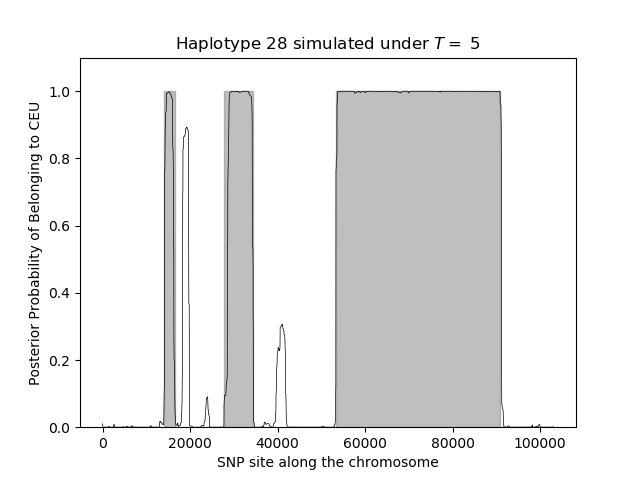 Haplotype 28 simulated under T = 5
Posterior Probability of Belonging to CEU
1.0
0.8
0.6
0.4
0.2
0.0
0 20000 40000 60000 80000 100000
SNP site along the chromosome